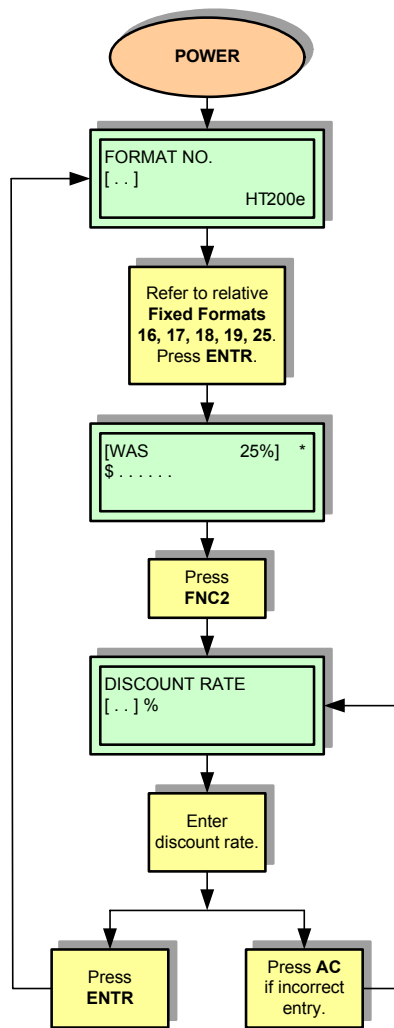 POWER
FORMAT NO.
[ . . ]
HT200e
Refer to relative
Fixed Formats
16, 17, 18, 19, 25.
Press ENTR.
[WAS 25%] *
$ . . . . . .
Press
FNC2
DISCOUNT RATE
[ . . ] %
Enter
discount rate.
Press
ENTR
Press AC
if incorrect
entry.